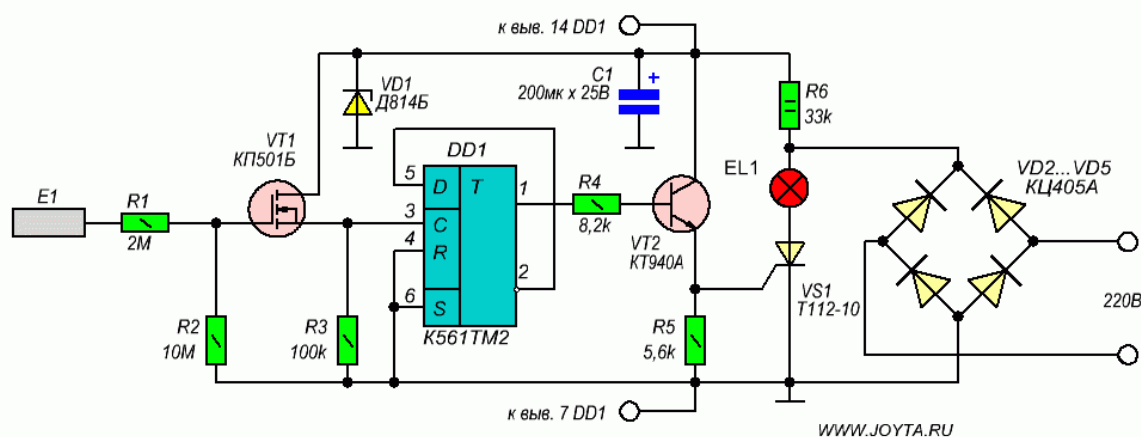 к выв. 14 DD1
C1
+
200мк x 25В
VD1
Д814Б
R6
33k
VT1
КП501Б
DD1
EL1
VD2...VD5
КЦ405А
E1
R1
2M
5
D
T
1
R4
8,2k
3
C
4
R
VT2
КТ940А
2
VS1
T112-10
6
S
220В
R2
10M
R3
100k
К561ТМ2
R5
5,6k
к выв. 7 DD1
WWW.JOYTA.RU